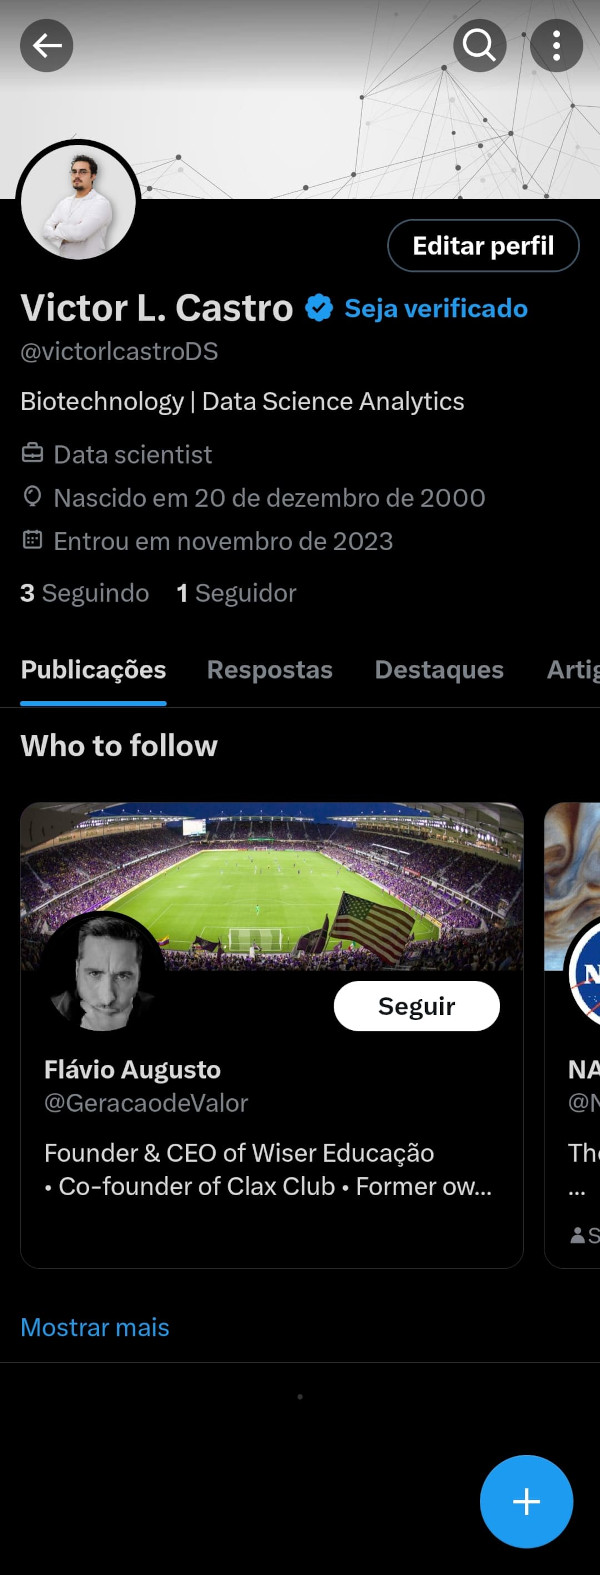 Editar perfil
Victor L. Castro Seja verificado
@victorlcastroDS
Biotechnology | Data Science Analytics
Data scientist
Nascido em 20 de dezembro de 2000
Entrou em novembro de 2023
3 Seguindo 1 Seguidor
Publicações Respostas Destaques Artig
Who to follow
Seguir
Flávio Augusto
@GeracaodeValor
Founder & CEO of Wiser Educação
• Co-founder of Clax Club • Former ow...
N
NA
@N
The
...
S
Mostrar mais